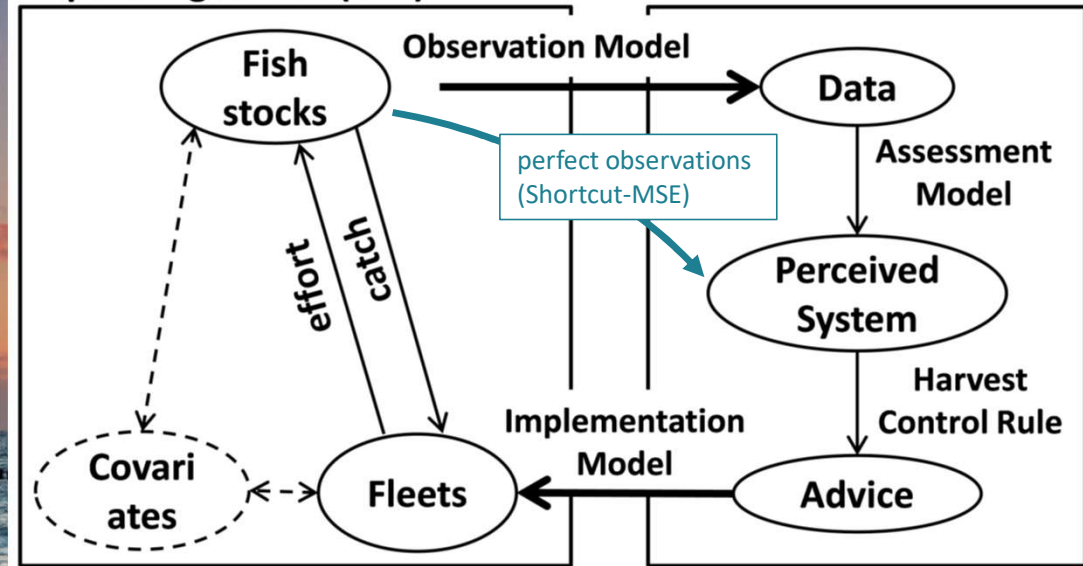 Observation Model
Fish
stocks
Data
perfect observations
(Shortcut-MSE)
Assessment
Model
effort
catch
Perceived
System
Harvest
Control Rule
Implementation
Model
Covari
ates
Fleets
Advice